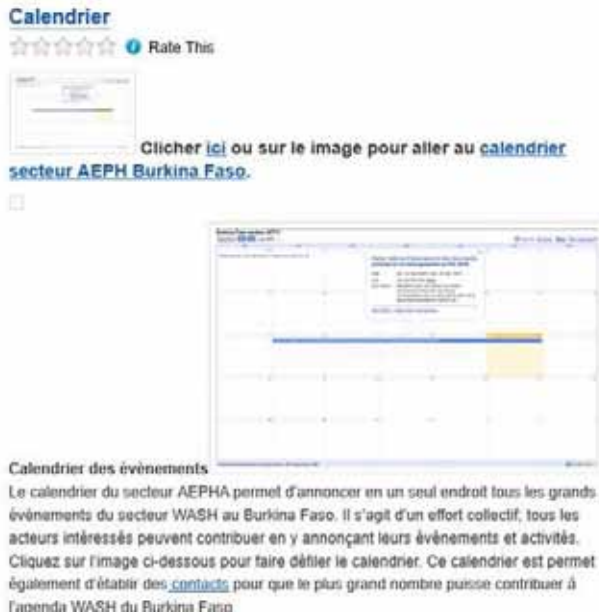 Calendrier
Rate This
Clicher ici ou sur le image pour aller au calendrier
secteur AEPH Burkina Faso.
Calendrier des évènements
Le calendrier du secteur AEPHA permet d'annoncer en un seul endroit tous les grands
évènements du secteur WASH au Burkina Faso. Il s'agit d'un effort collectif; tous les
acteurs intéressés peuvent contribuer en y annonçant leurs évènements et activités.
Cliquez sur l'image ci-dessous pour faire défiler le calendrier. Ce calendrier est permet
également d'établir des contacts pour que le plus grand nombre puisse contribuer à
l'agenda WASH du Burkina Faso